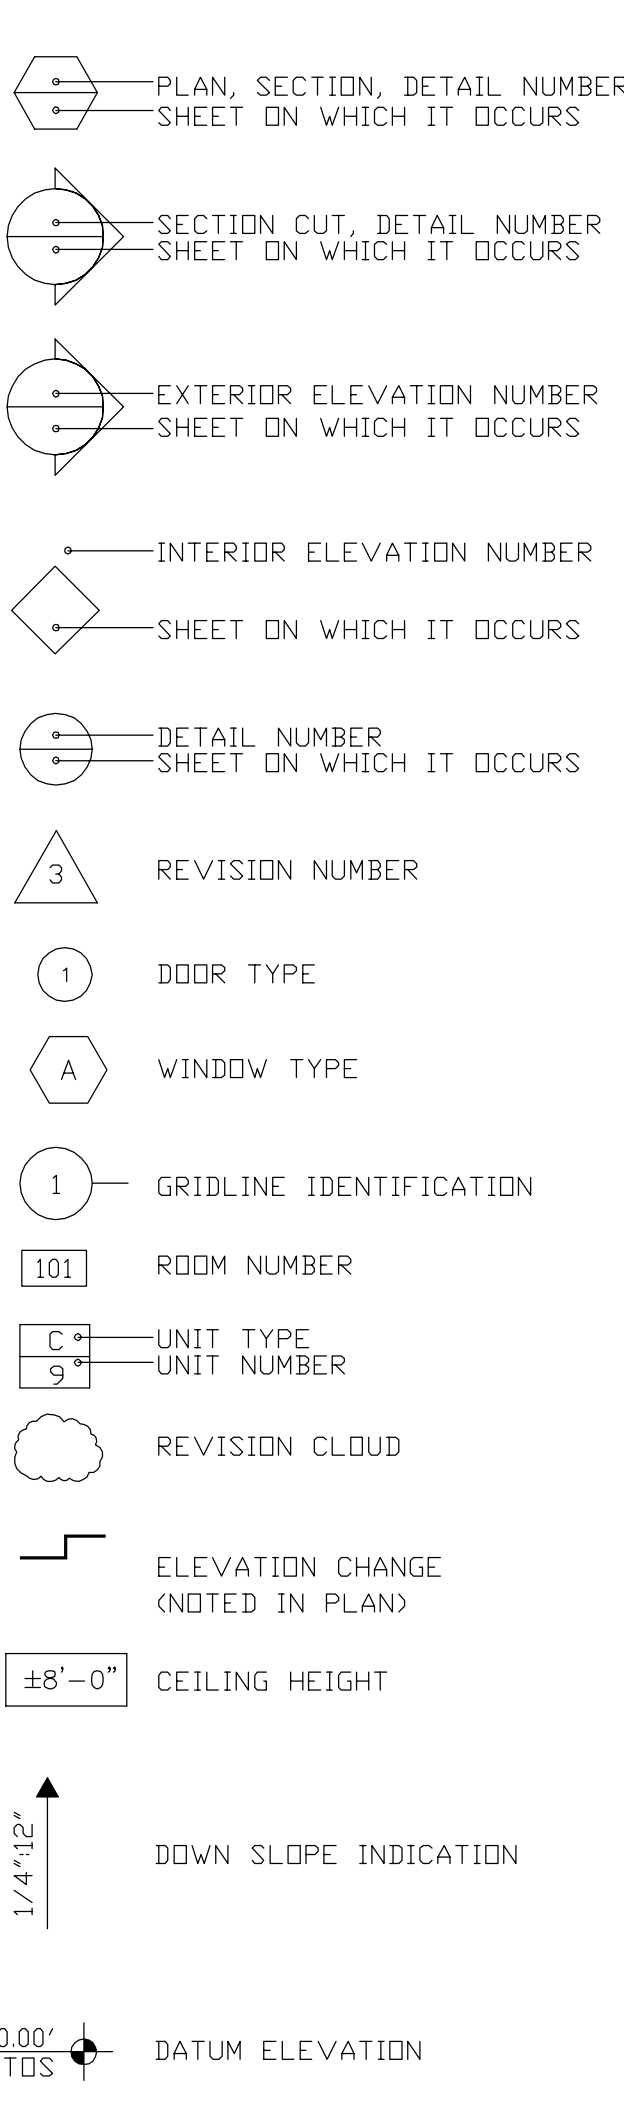 PLAN, SECTION, DETAIL NUMBER
SHEET ON WHICH IT OCCURS
SECTION CUT, DETAIL NUMBER
SHEET ON WHICH IT OCCURS
EXTERIOR ELEVATION NUMBER
SHEET ON WHICH IT OCCURS
INTERIOR ELEVATION NUMBER
SHEET ON WHICH IT OCCURS
DETAIL NUMBER
SHEET ON WHICH IT OCCURS
3 REVISION NUMBER
1 DOOR TYPE
A WINDOW TYPE
1 GRIDLINE IDENTIFICATION
101 ROOM NUMBER
C UNIT TYPE
9 UNIT NUMBER
REVISION CLOUD
ELEVATION CHANGE
(NOTED IN PLAN)
±8'-0" CEILING HEIGHT
1/4":12" DOWN SLOPE INDICATION
0.00'
TOS
DATUM ELEVATION